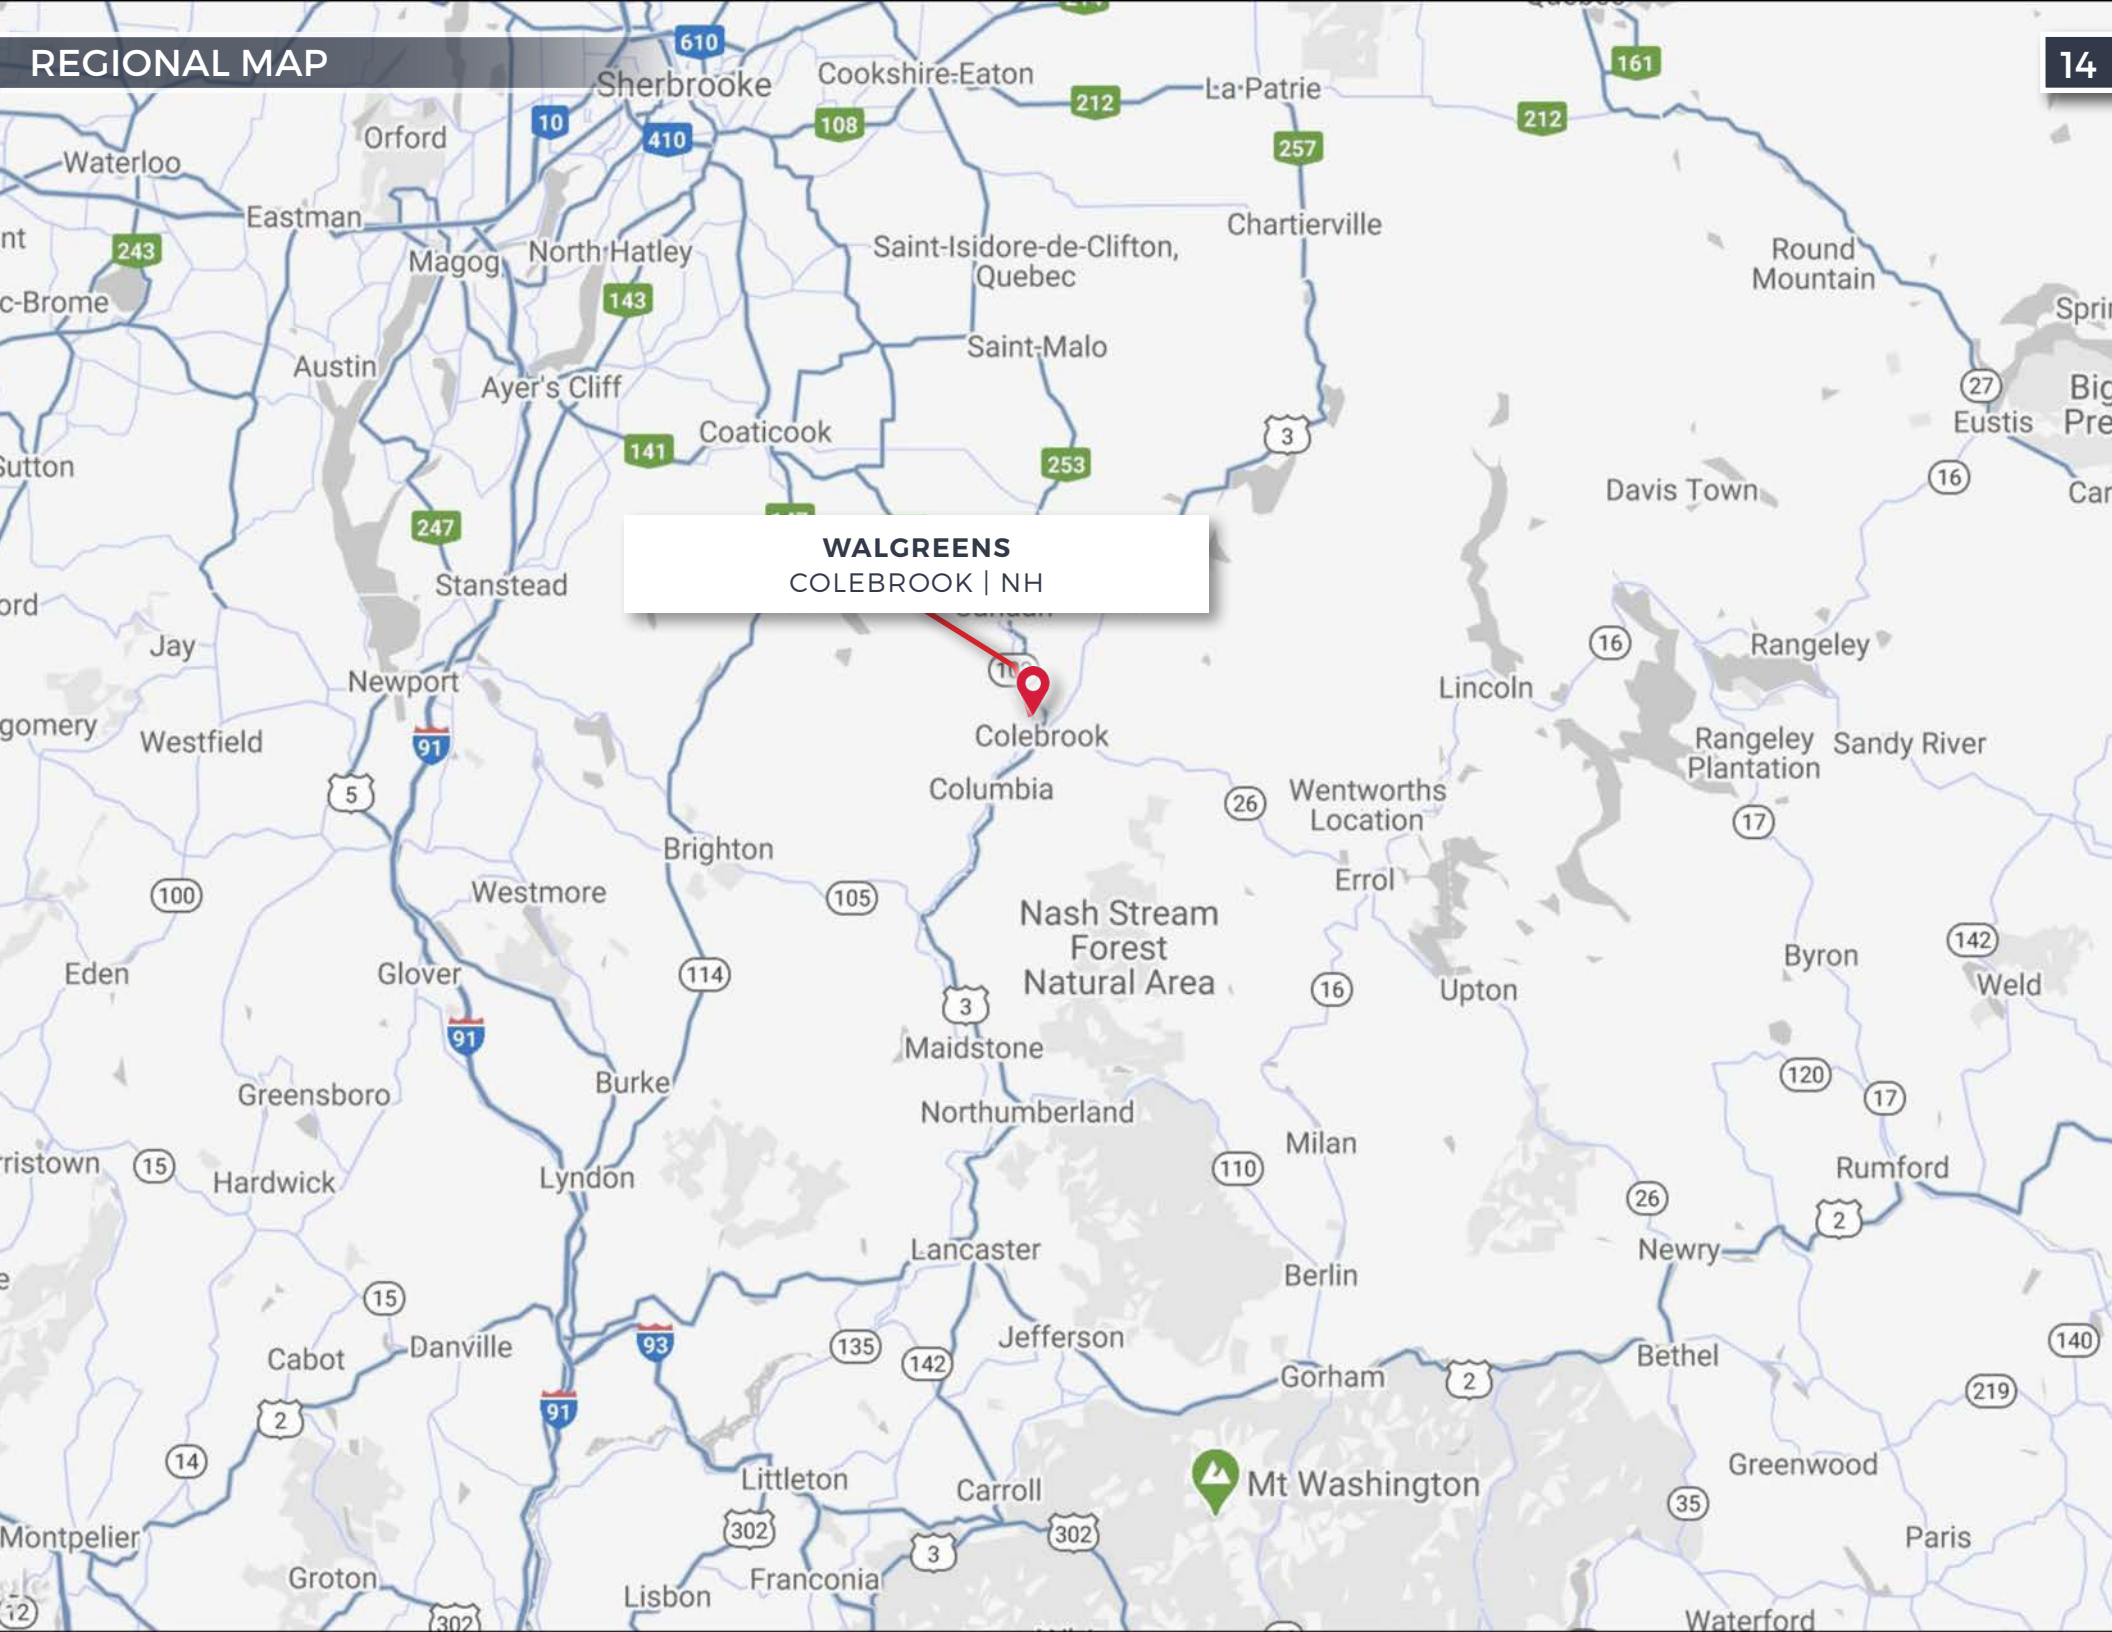 REGIONAL MAP
14
610
161
Sherbrooke
Cookshire-Eaton
La-Patrie
212
10
108
212
Orford
410
257
Waterloo
Eastman
Chartierville
243
North Hatley
Magog
Saint-Isidore-de-Clifton,
Quebec
Round
Mountain
143
c-Brome
Austin
Saint-Malo
Ayer's Cliff
27
Eustis
3
Coaticook
141
253
16
Sutton
Davis Town
247
WALGREENS
COLEBROOK | NH
Stanstead
Jay
16
Rangeley
Newport
Lincoln
gomery
Westfield
91
Colebrook
Rangeley
Plantation
Sandy River
5
Columbia
26
Wentworths
Location
17
Brighton
Errol
100
Westmore
105
Nash Stream
Forest
Natural Area
142
Byron
Eden
Glover
114
16
Upton
Weld
3
91
Maidstone
120
Burke
17
Greensboro
Northumberland
Milan
rristown
15
Hardwick
Lyndon
110
Rumford
26
2
Lancaster
Newry
Berlin
15
Danville
93
135
142
Jefferson
140
Cabot
Bethel
Gorham
2
219
2
91
14
Littleton
Carroll
Mt Washington
Greenwood
35
Montpelier
302
3
302
Paris
Groton
Lisbon
Franconia
12
302
Waterford